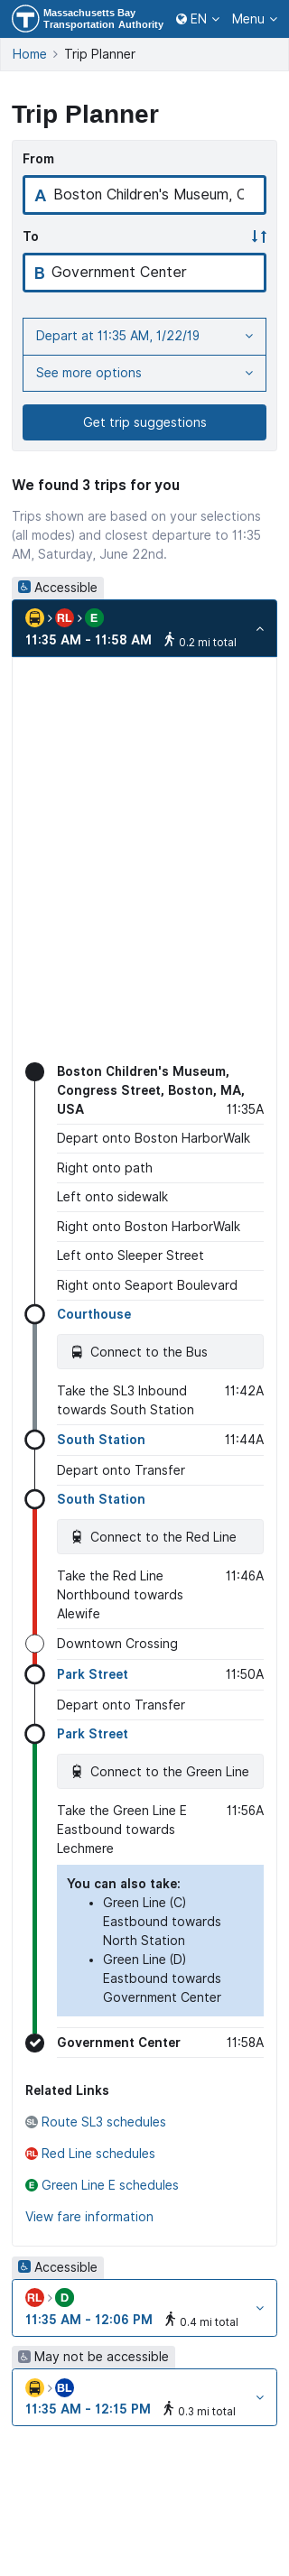 Massachusetts Bay
Transportation Authority
EN
Menu
Home > Trip Planner
Trip Planner
From
A Boston Children's Museum, C
To
B Government Center
Depart at 11:35 AM, 1/22/19
See more options
Get trip suggestions
We found 3 trips for you
Trips shown are based on your selections
(all modes) and closest departure to 11:35
AM, Saturday, June 22nd.
Accessible
RL E
11:35 AM - 11:58 AM 0.2 mi total
Boston Children's Museum,
Congress Street, Boston, MA,
USA 11:35A
Depart onto Boston HarborWalk
Right onto path
Left onto sidewalk
Right onto Boston HarborWalk
Left onto Sleeper Street
Right onto Seaport Boulevard
Courthouse
Connect to the Bus
Take the SL3 Inbound 11:42A
towards South Station
South Station 11:44A
Depart onto Transfer
South Station
Connect to the Red Line
Take the Red Line 11:46A
Northbound towards
Alewife
Downtown Crossing
Park Street 11:50A
Depart onto Transfer
Park Street
Connect to the Green Line
Take the Green Line E 11:56A
Eastbound towards
Lechmere
You can also take:
• Green Line (C)
Eastbound towards
North Station
• Green Line (D)
Eastbound towards
Government Center
Government Center 11:58A
Related Links
SL Route SL3 schedules
RL Red Line schedules
E Green Line E schedules
View fare information
Accessible
RL D
11:35 AM - 12:06 PM 0.4 mi total
May not be accessible
BL
11:35 AM - 12:15 PM 0.3 mi total